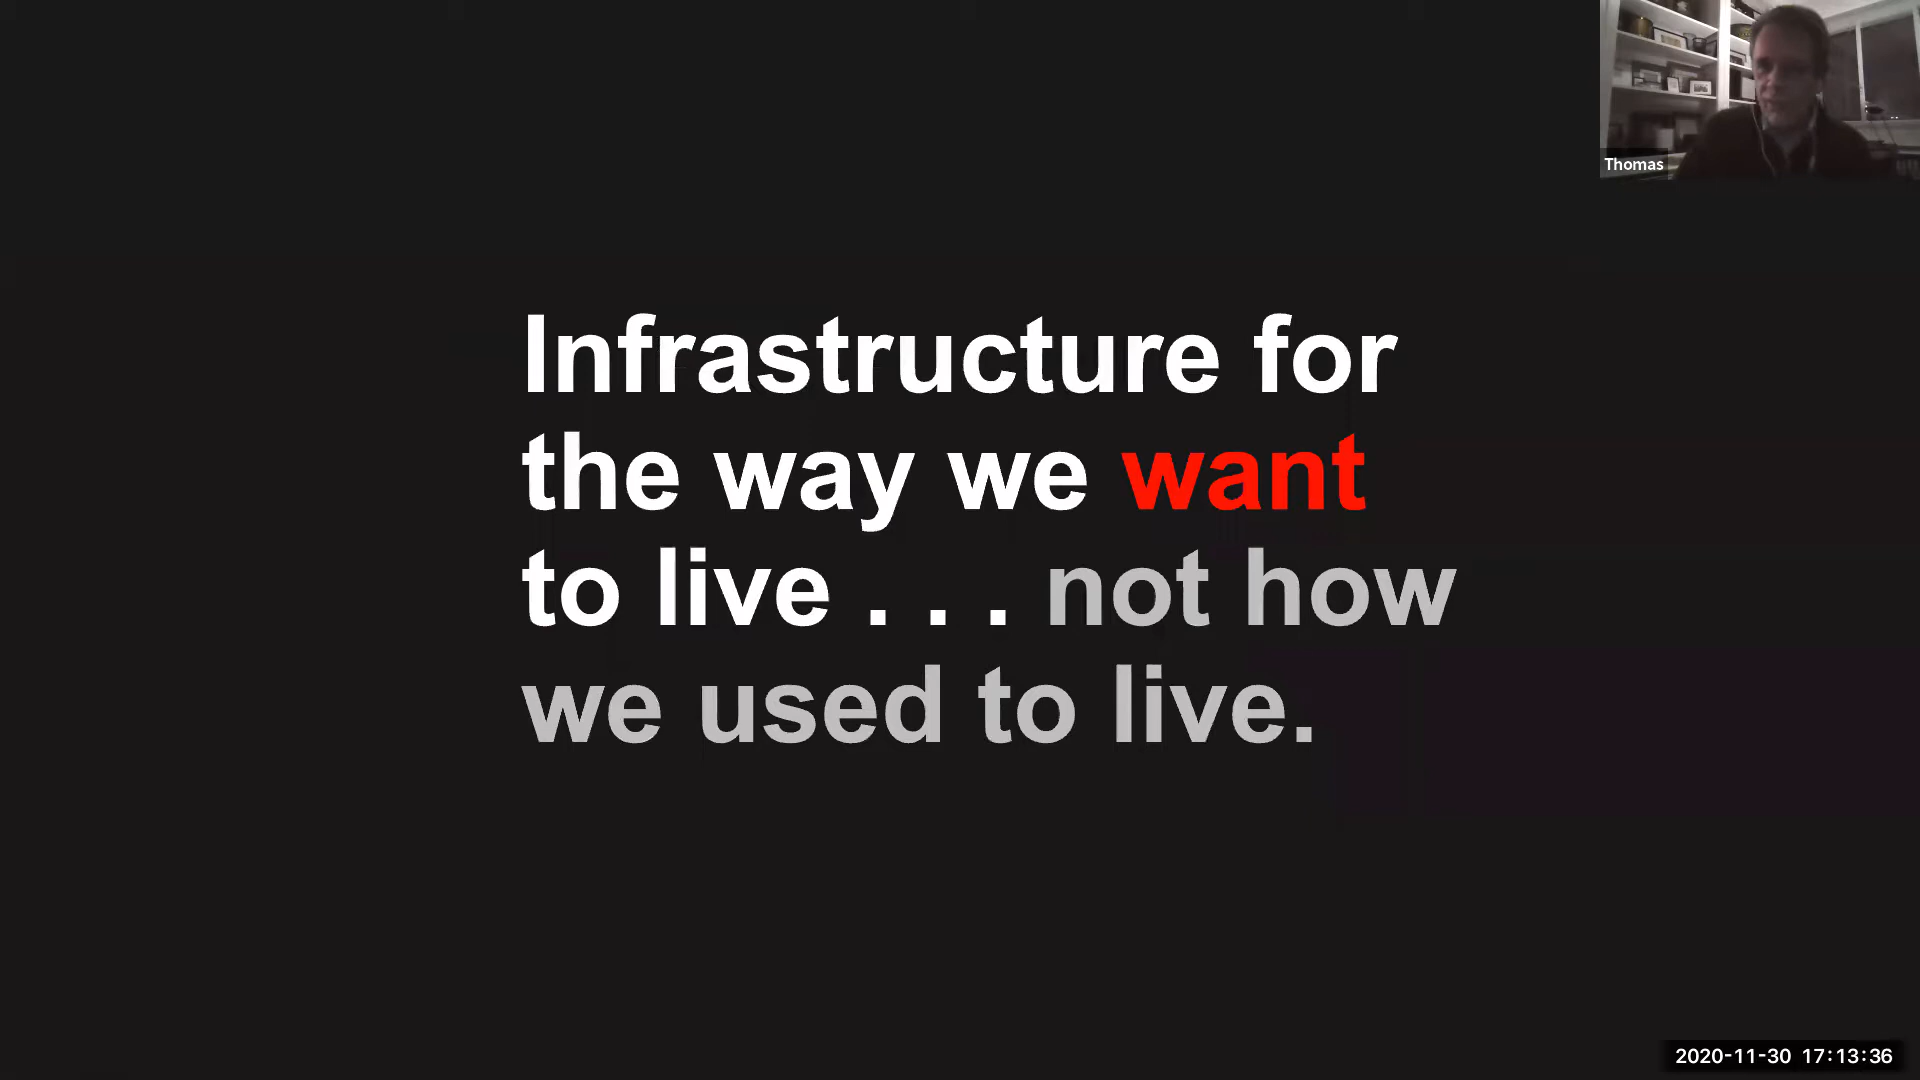 Thomas
Infrastructure for
the way we want
to live . . . not how
we used to live.
2020-11-30 17:13:36